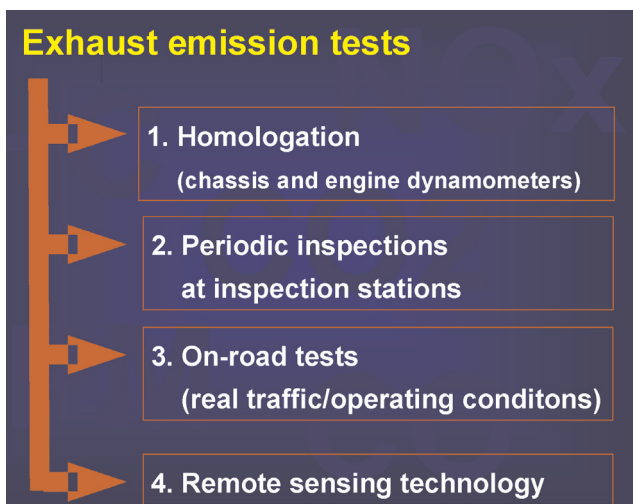 Exhaust emission tests
1. Homologation
(chassis and engine dynamometers)
2. Periodic inspections
at inspection stations
3. On-road tests
(real traffic/operating conditons)
4. Remote sensing technology